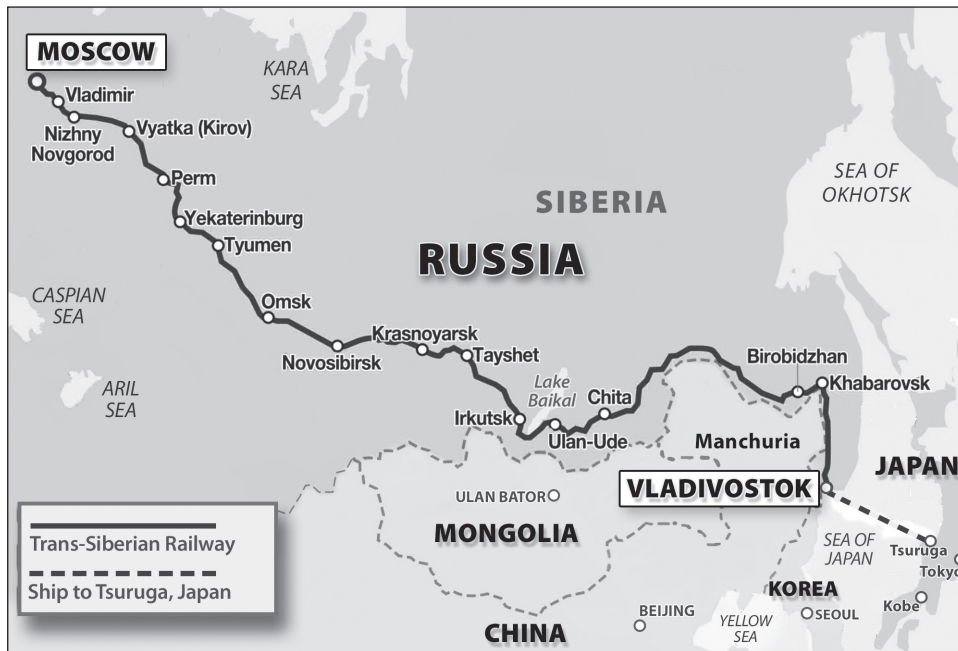 MOSCOW
KARA
SEA
Vladimir
Nizhny
Novgorod
Vyatka (Kirov)
Perm
Yekaterinburg
Tyumen
SIBERIA
RUSSIA
SEA OF
OKHOTSK
CASPIAN
SEA
ARIL
SEA
Omsk
Novosibirsk
Krasnoyarsk
Tayshet
Irkutsk
Lake
Baikal
Ulan-Ude
Chita
Birobidzhan
Khabarovsk
Manchuria
JAPAN
VLADIVOSTOK
ULAN BATOR
MONGOLIA
SEA OF
JAPAN
Tsuruga
Tokyo
KOREA
SEOUL
Kobe
BEIJING
YELLOW
SEA
CHINA
Trans-Siberian Railway
Ship to Tsuruga, Japan